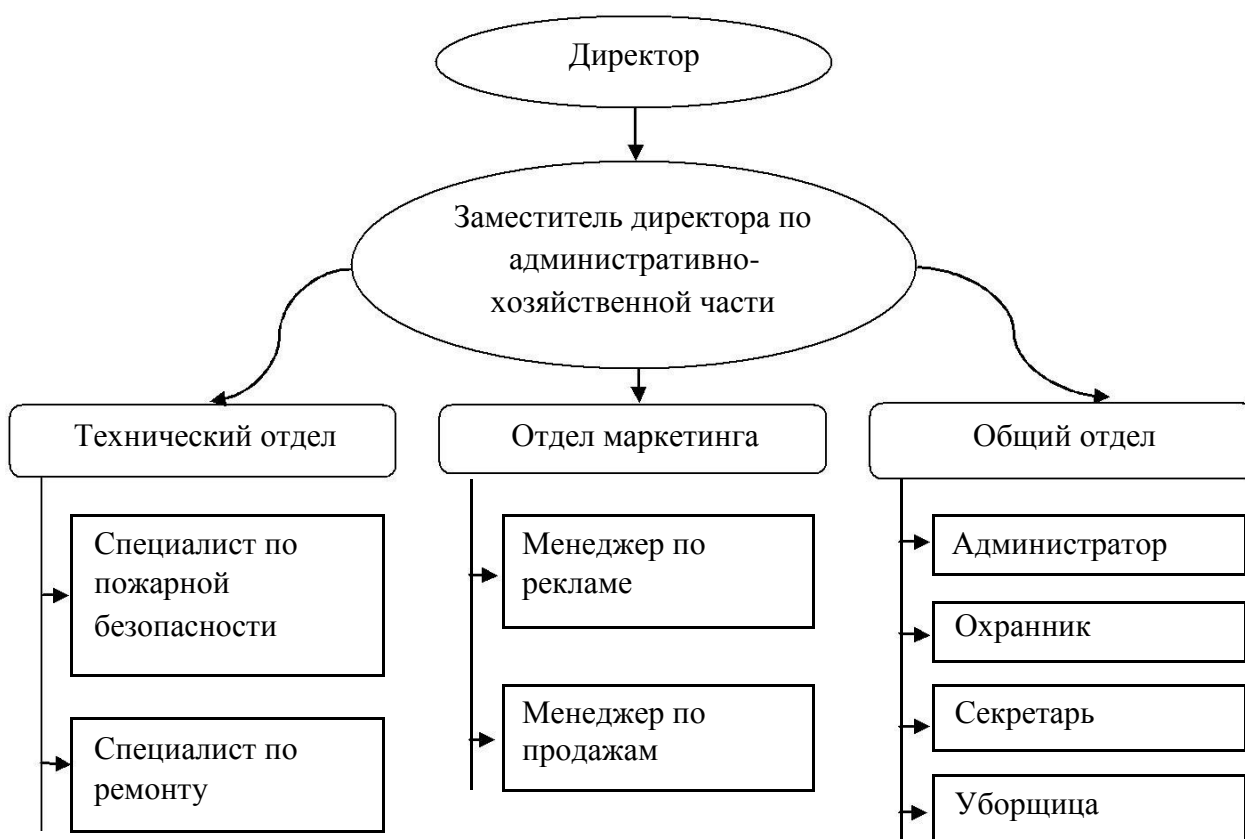 Директор
Заместитель директора по
административно-
хозяйственной части
Технический отдел
Отдел маркетинга
Общий отдел
Специалист по
пожарной
безопасности
Специалист по
ремонту
Менеджер по
рекламе
Менеджер по
продажам
Администратор
Охранник
Секретарь
Уборщица